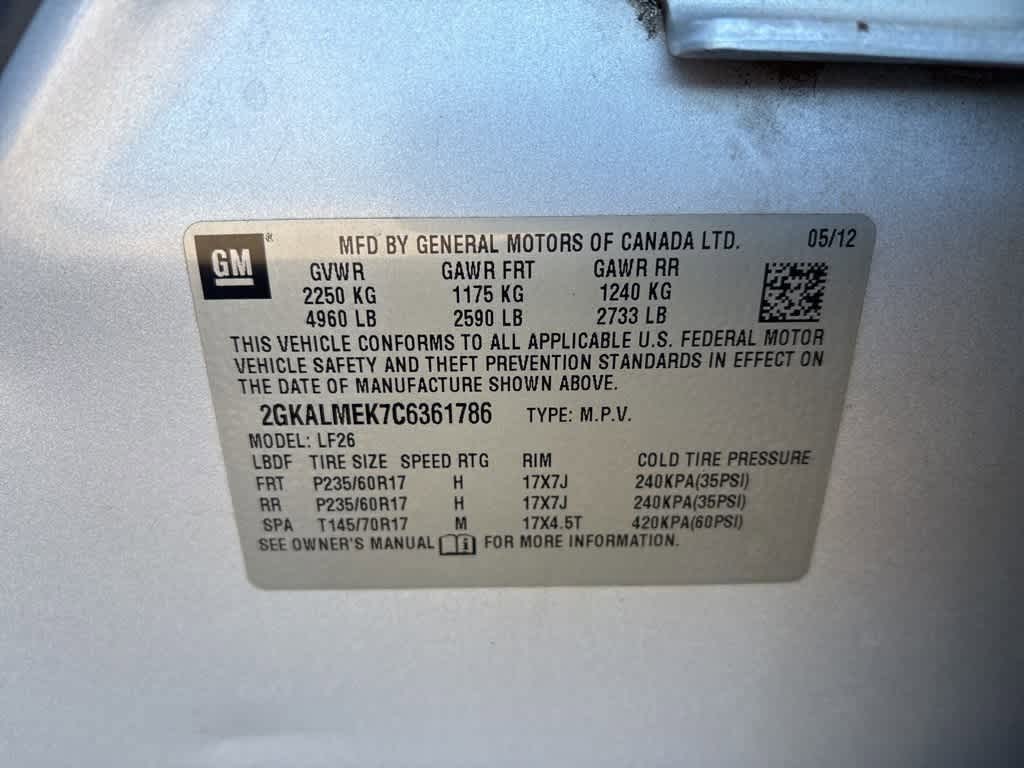 GM ® MFD BY GENERAL MOTORS OF CANADA LTD. 05/12
GVWR GAWR FRT GAWR RR
2250 KG 1175 KG 1240 KG
4960 LB 2590 LB 2733 LB
THIS VEHICLE CONFORMS TO ALL APPLICABLE U.S. FEDERAL MOTOR
VEHICLE SAFETY AND THEFT PREVENTION STANDARDS IN EFFECT ON
THE DATE OF MANUFACTURE SHOWN ABOVE.
2GKALMEK7C6361786 TYPE: M.P.V.
MODEL: LF26
LBDF TIRE SIZE SPEED RTG RIM COLD TIRE PRESSURE
FRT P235/60R17 H 17X7J 240KPA(35PSI)
RR P235/60R17 H 17X7J 240KPA(35PSI)
SPA T145/70R17 M 17X4.5T 420KPA(60PSI)
SEE OWNER'S MANUAL i FOR MORE INFORMATION.